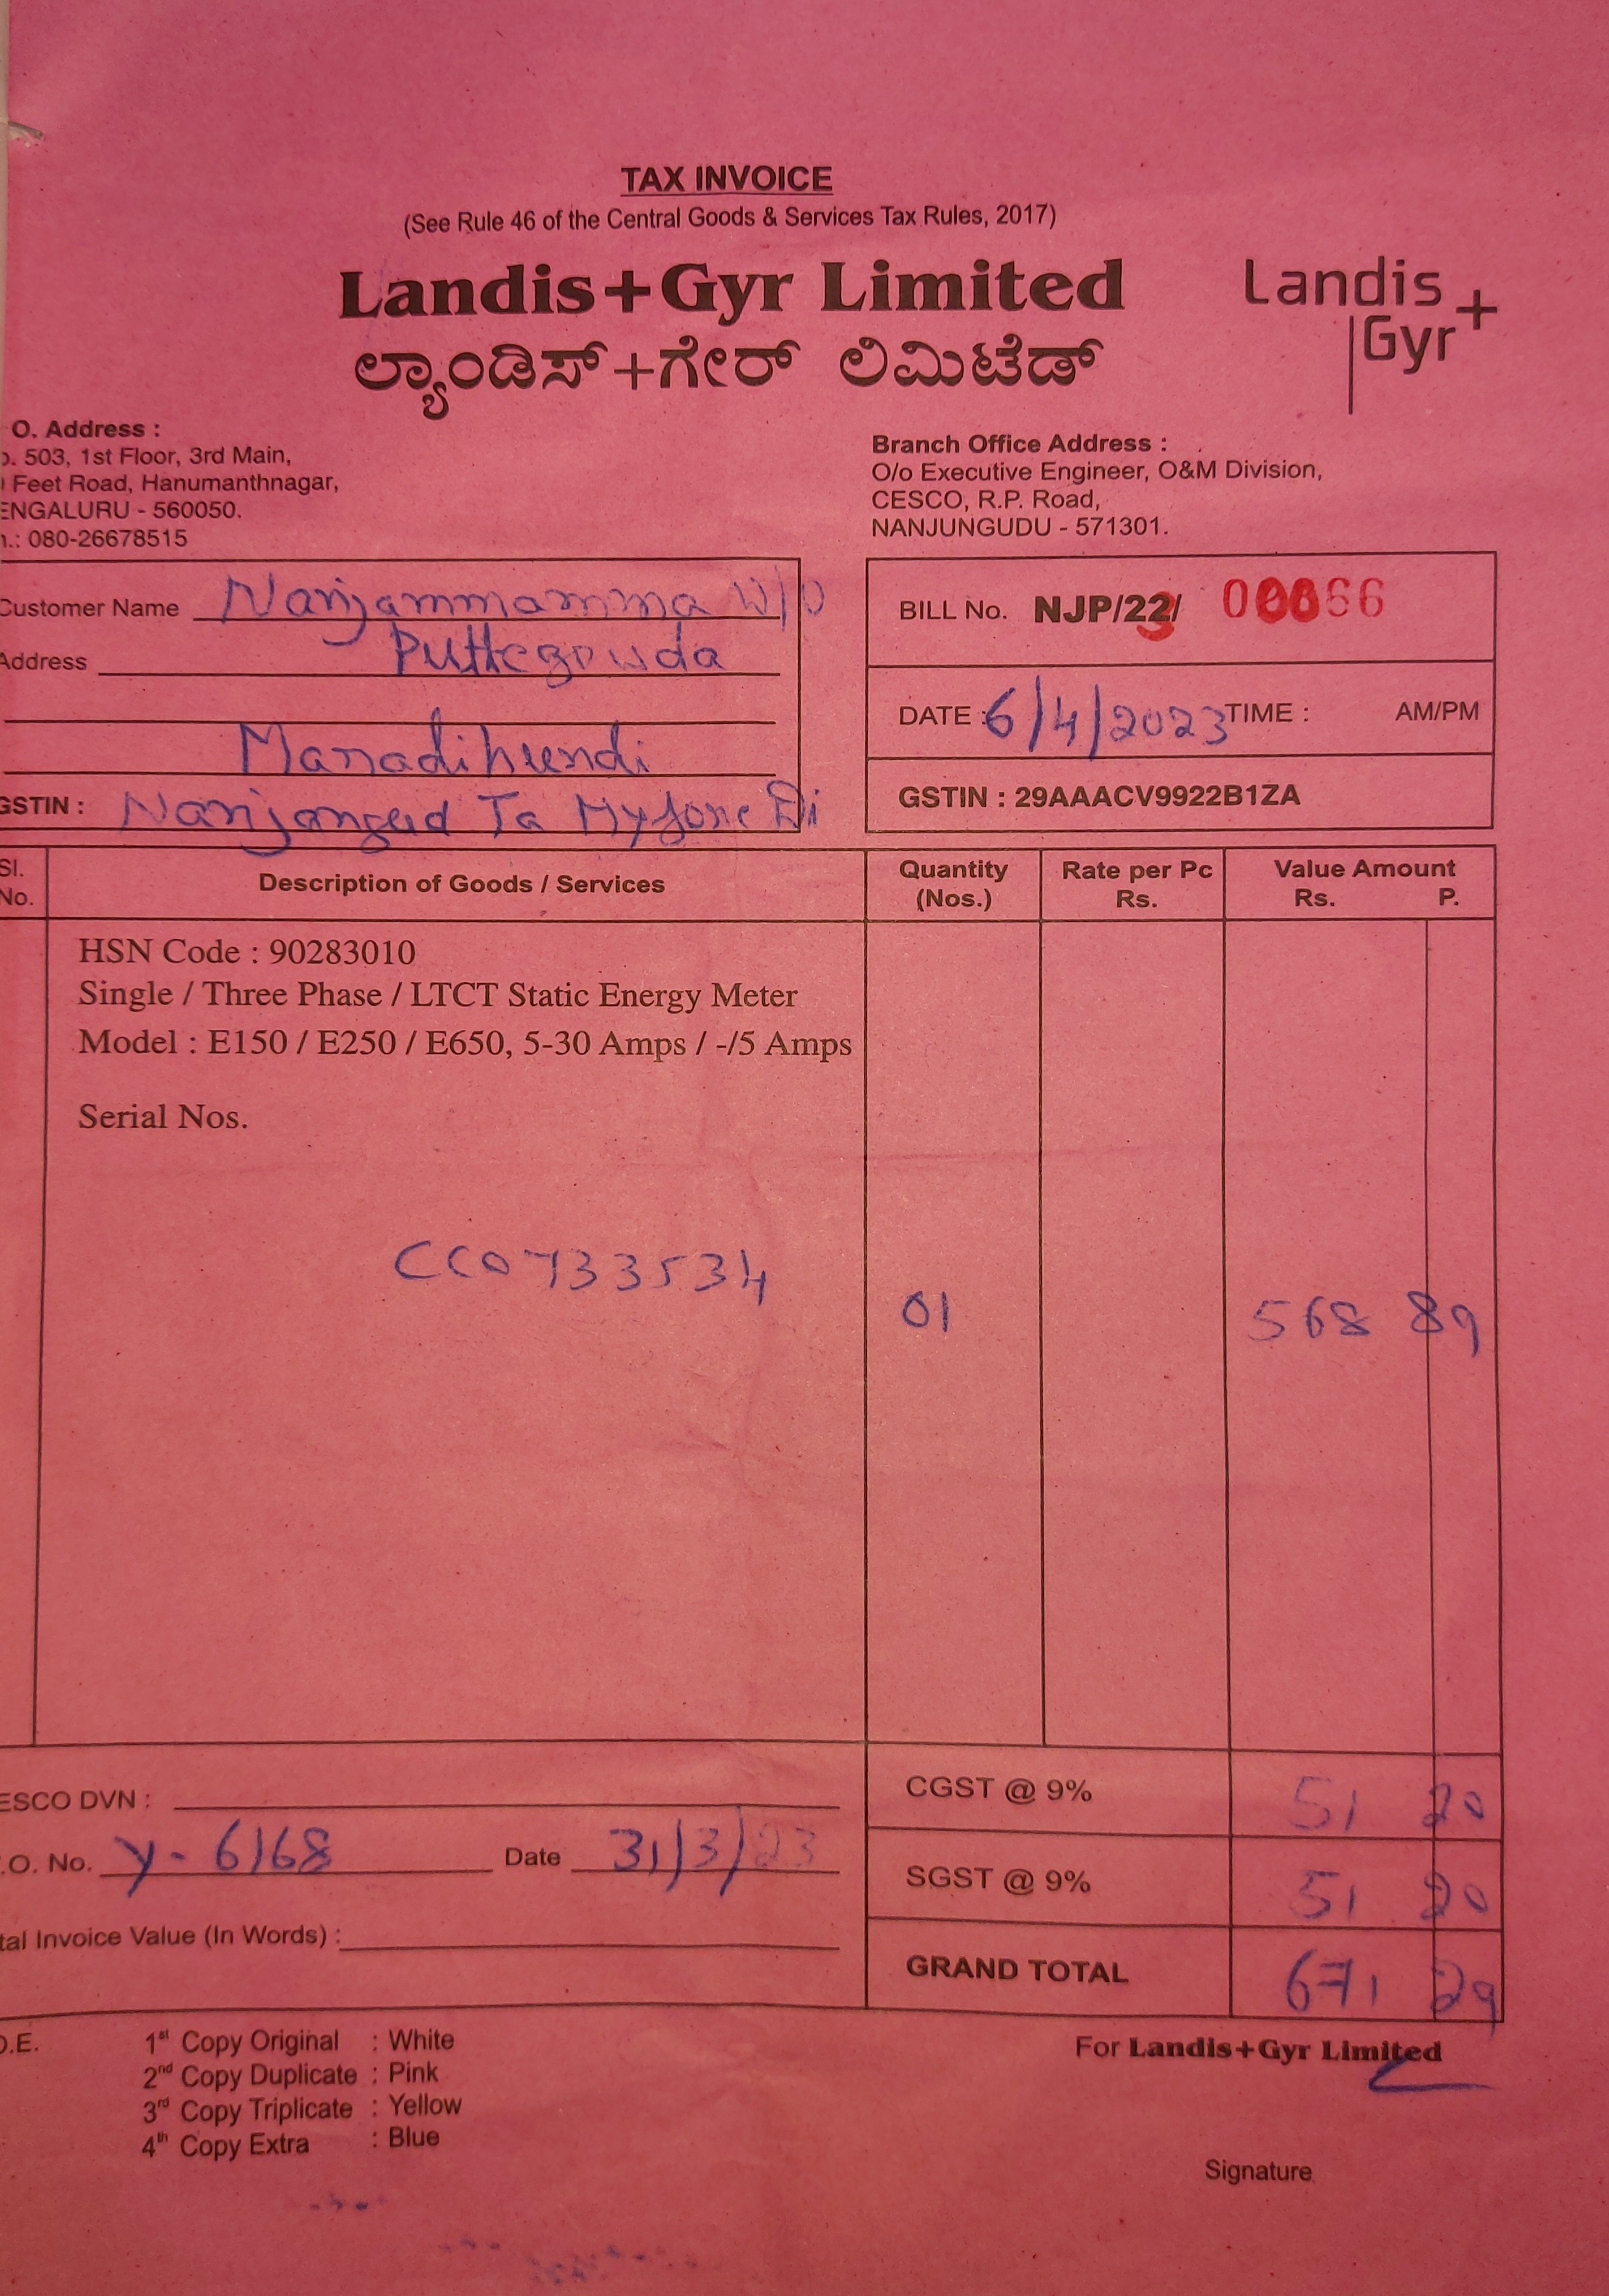 TAX INVOICE
(See Rule 46 of the Central Goods & Services Tax Rules, 2017)
Landis+Gyr Limited
ಲ್ಯಾಂಡಿಸ್+ಗೇರ್ ಲಿಮಿಟೆಡ್
Landis+
Gyr
O. Address :
. 503, 1st Floor, 3rd Main,
Feet Road, Hanumanthnagar,
ENGALURU - 560050.
.: 080-26678515
Branch Office Address :
O/o Executive Engineer, O&M Division,
CESCO, R.P. Road,
NANJUNGUDU - 571301.
Customer Name Nanjammamma W/O
Address Puttegowda
Manadihundi
GSTIN : Nanjangud Ta Mysore Di
BILL No. NJP/22/ 00066
DATE : 6/4/2023 TIME : AM/PM
GSTIN : 29AAACV9922B1ZA
Sl. No. Description of Goods / Services Quantity (Nos.) Rate per Pc Rs. Value Amount Rs. P.
HSN Code : 90283010
Single / Three Phase / LTCT Static Energy Meter
Model : E150 / E250 / E650, 5-30 Amps / -/5 Amps
Serial Nos.
CC0733534 01 568 89
ESCO DVN :
CGST @ 9% 51 20
.O. No. Y - 6168 Date 31/3/23
SGST @ 9% 51 20
tal Invoice Value (In Words) :
GRAND TOTAL 671 29
.O.E.
1st Copy Original : White
2nd Copy Duplicate : Pink
3rd Copy Triplicate : Yellow
4th Copy Extra : Blue
For Landis+Gyr Limited
Signature